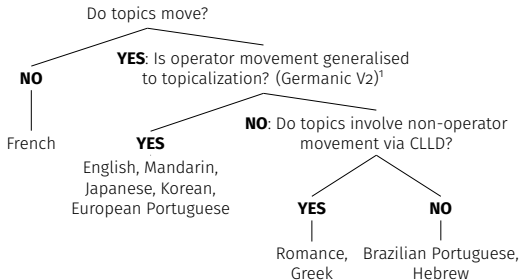 Do topics move?
NO
YES: Is operator movement generalised
to topicalization? (Germanic V2)¹
French
YES
NO: Do topics involve non-operator
movement via CLLD?
English, Mandarin,
Japanese, Korean,
European Portuguese
YES
NO
Romance,
Greek
Brazilian Portuguese,
Hebrew